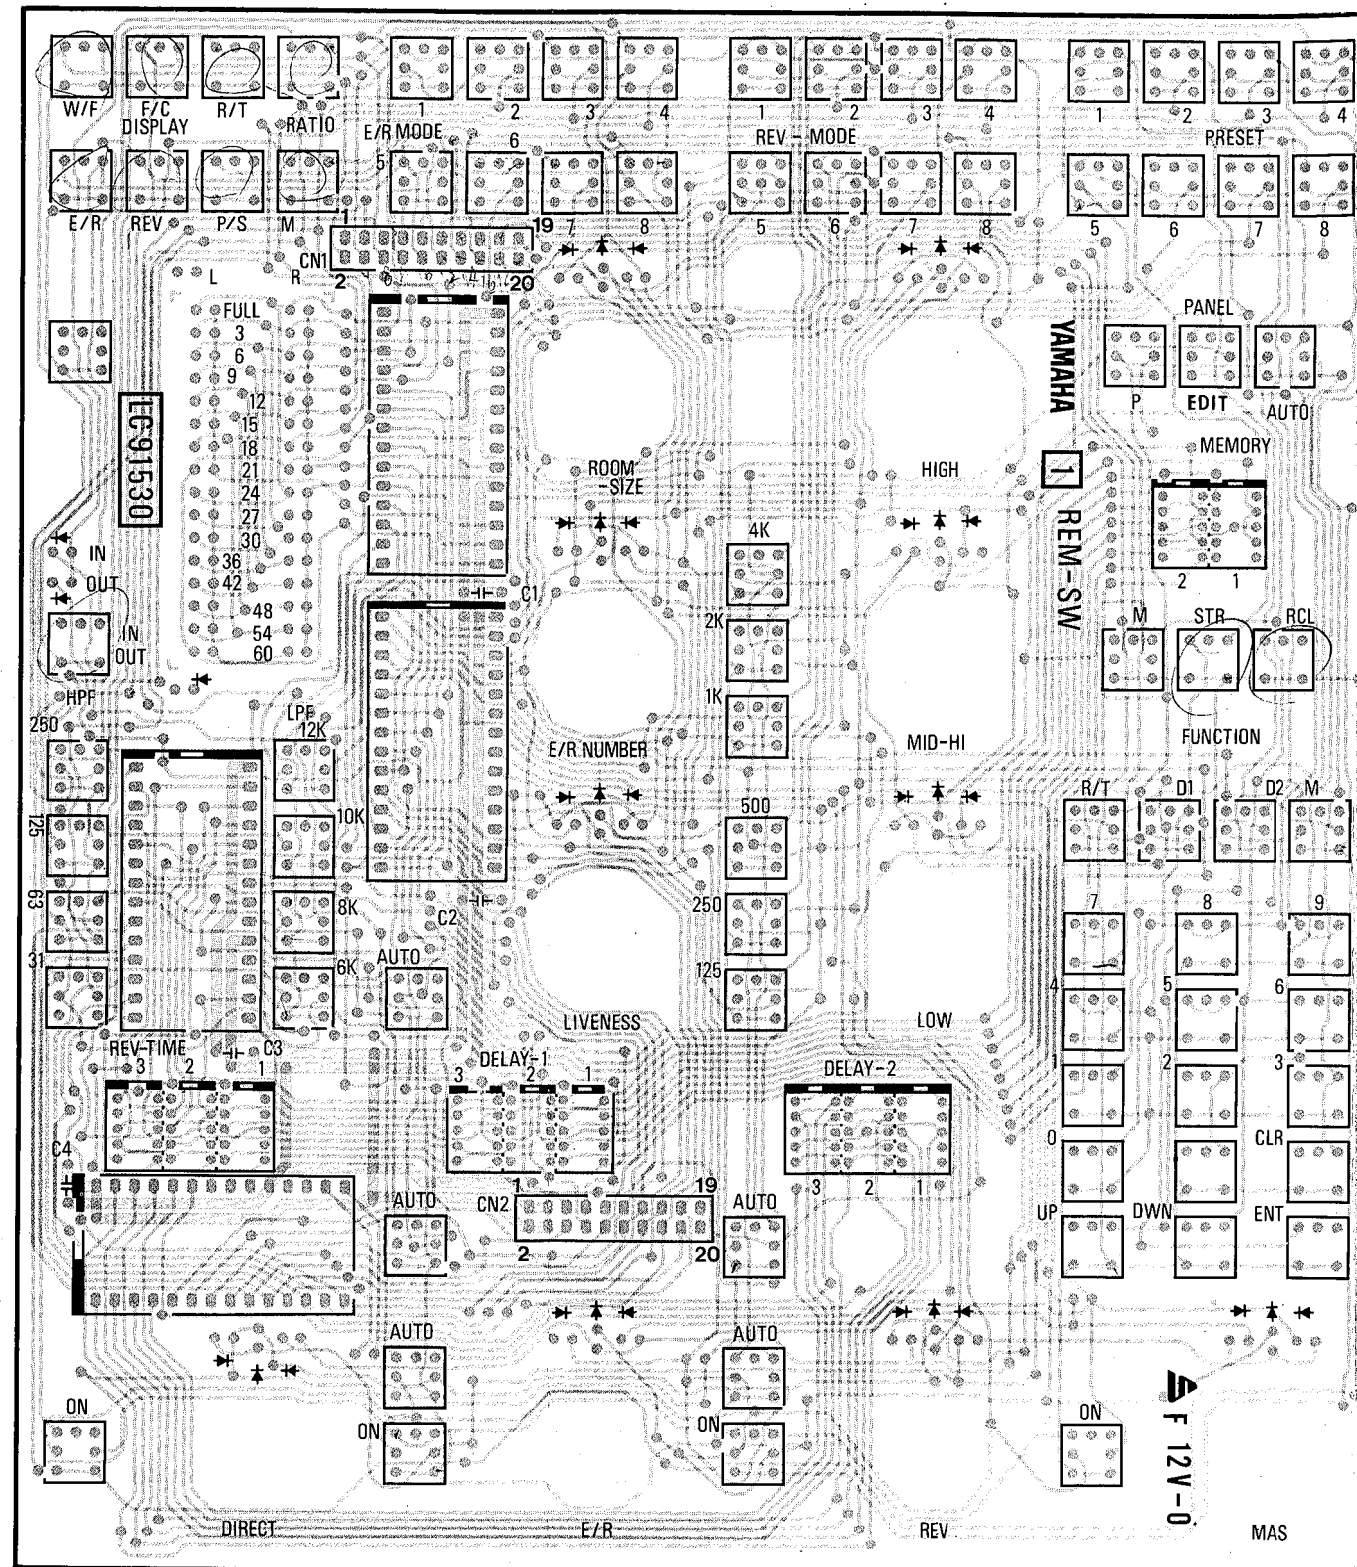 W/F F/C R/T RATIO
DISPLAY
1 2 3 4
E/R MODE
1 2 3 4
REV-MODE
1 2 3 4
PRESET
E/R REV P/S M
5 6 7 8
5 6 7 8
5 6 7 8
1 19
CN1
2 20
L R
FULL
3
6
9
12
15
18
21
24
27
30
36
42
48
54
60
LC91530
PANEL
P EDIT AUTO
YAMAHA
1 REM-SW
MEMORY
2 1
ROOM
-SIZE
HIGH
4K
2K
1K
500
250
125
IN
OUT
IN
OUT
C1
M STR RCL
FUNCTION
HPF
250
125
63
31
LPF
12K
10K
8K
6K
E/R NUMBER
MID-HI
R/T D1 D2 M
7 8 9
4 5 6
1 2 3
0 CLR
UP DWN ENT
C2
AUTO
LIVENESS
LOW
REV-TIME
3 2 1
C3
DELAY-1
3 2 1
DELAY-2
3 2 1
C4
1 19
CN2
2 20
AUTO
AUTO
AUTO
AUTO
ON
ON
ON
ON
F 12V-0
DIRECT
E/R
REV
MAS